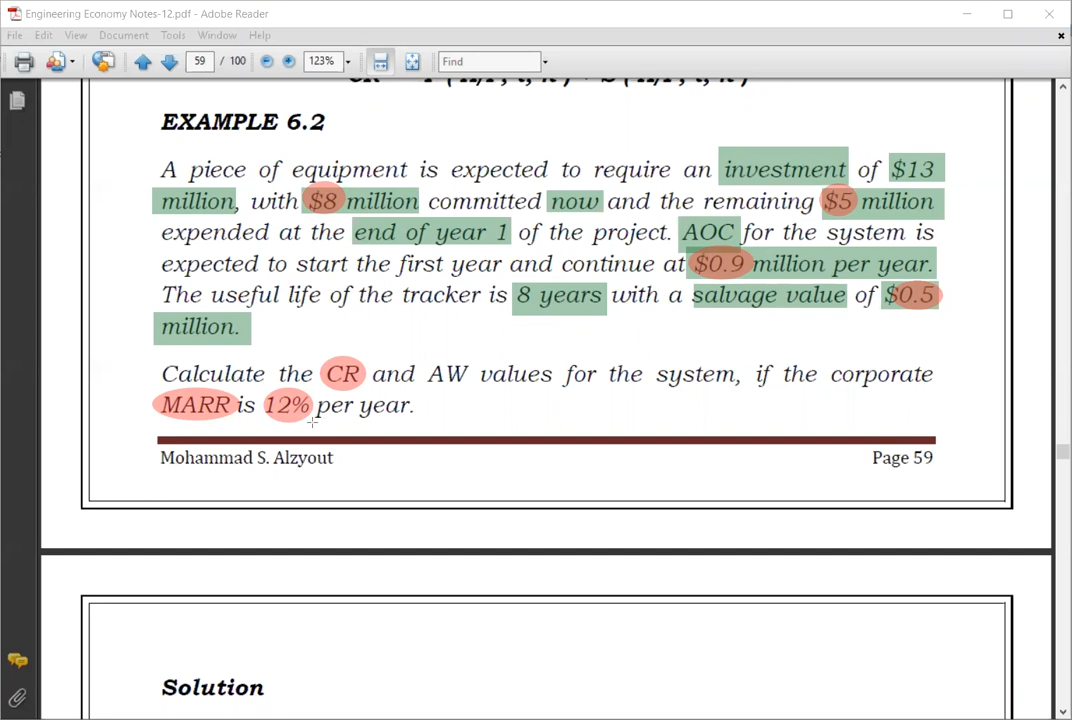 Engineering Economy Notes-12.pdf - Adobe Reader
File Edit View Document Tools Window Help
59 / 100 123% Find
EXAMPLE 6.2
A piece of equipment is expected to require an investment of $13
million, with $8 million committed now and the remaining $5 million
expended at the end of year 1 of the project. AOC for the system is
expected to start the first year and continue at $0.9 million per year.
The useful life of the tracker is 8 years with a salvage value of $0.5
million.
Calculate the CR and AW values for the system, if the corporate
MARR is 12% per year.
Mohammad S. Alzyout Page 59
Solution